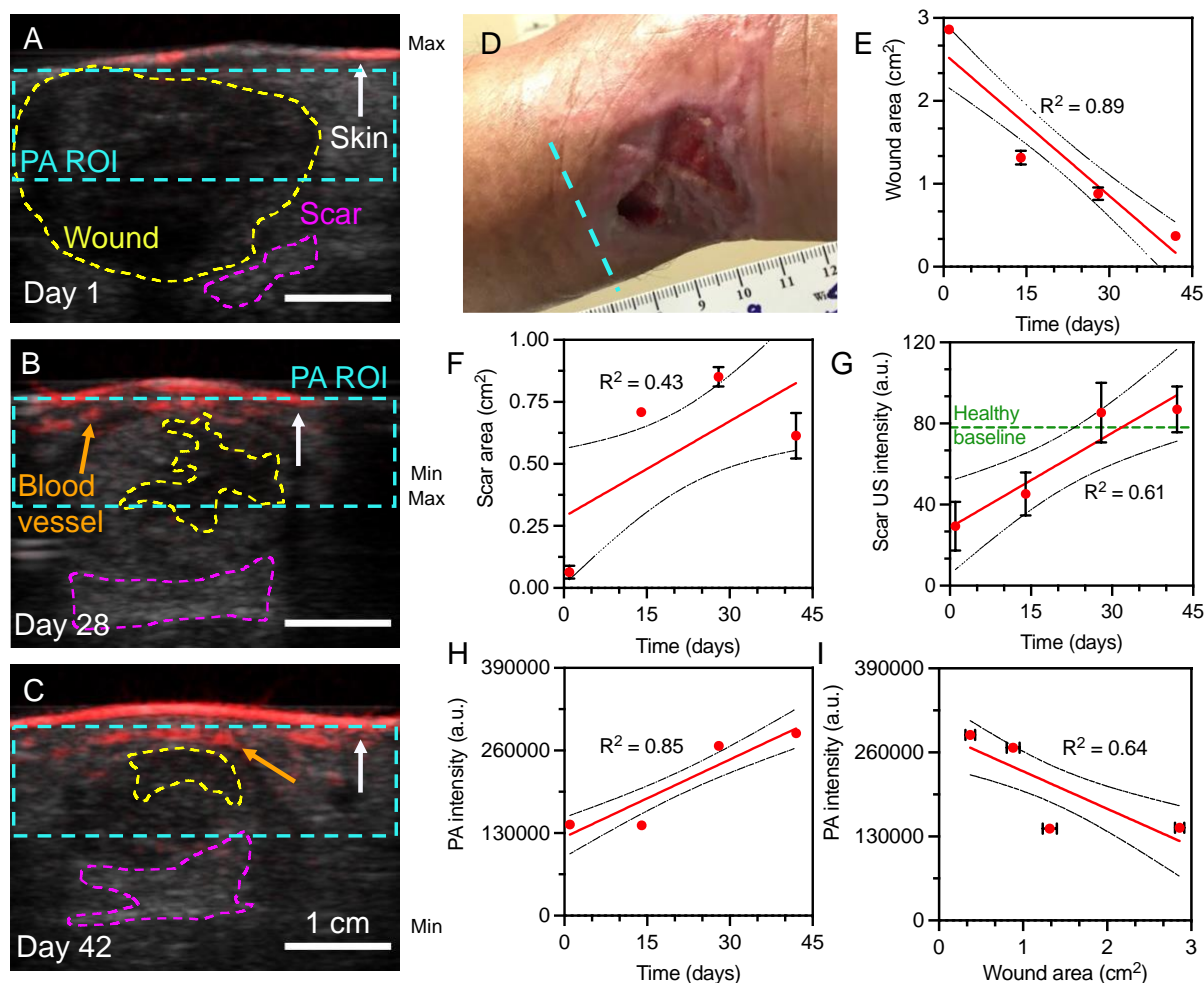 A
Max
PA ROI
Skin
Wound
Scar
Day 1
B
PA ROI
Blood
vessel
Day 28
Min
Max
C
Day 42
1 cm
Min
D
9
10
11
12
E
Wound area (cm²)
3
2
1
0
R² = 0.89
0
15
30
45
Time (days)
F
Scar area (cm²)
1.00
0.75
0.50
0.25
0.00
R² = 0.43
0
15
30
45
Time (days)
G
Scar US intensity (a.u.)
120
80
40
0
Healthy
baseline
R² = 0.61
0
15
30
45
Time (days)
H
PA intensity (a.u.)
390000
260000
130000
0
R² = 0.85
0
15
30
45
Time (days)
I
PA intensity (a.u.)
390000
260000
130000
0
R² = 0.64
0
1
2
3
Wound area (cm²)